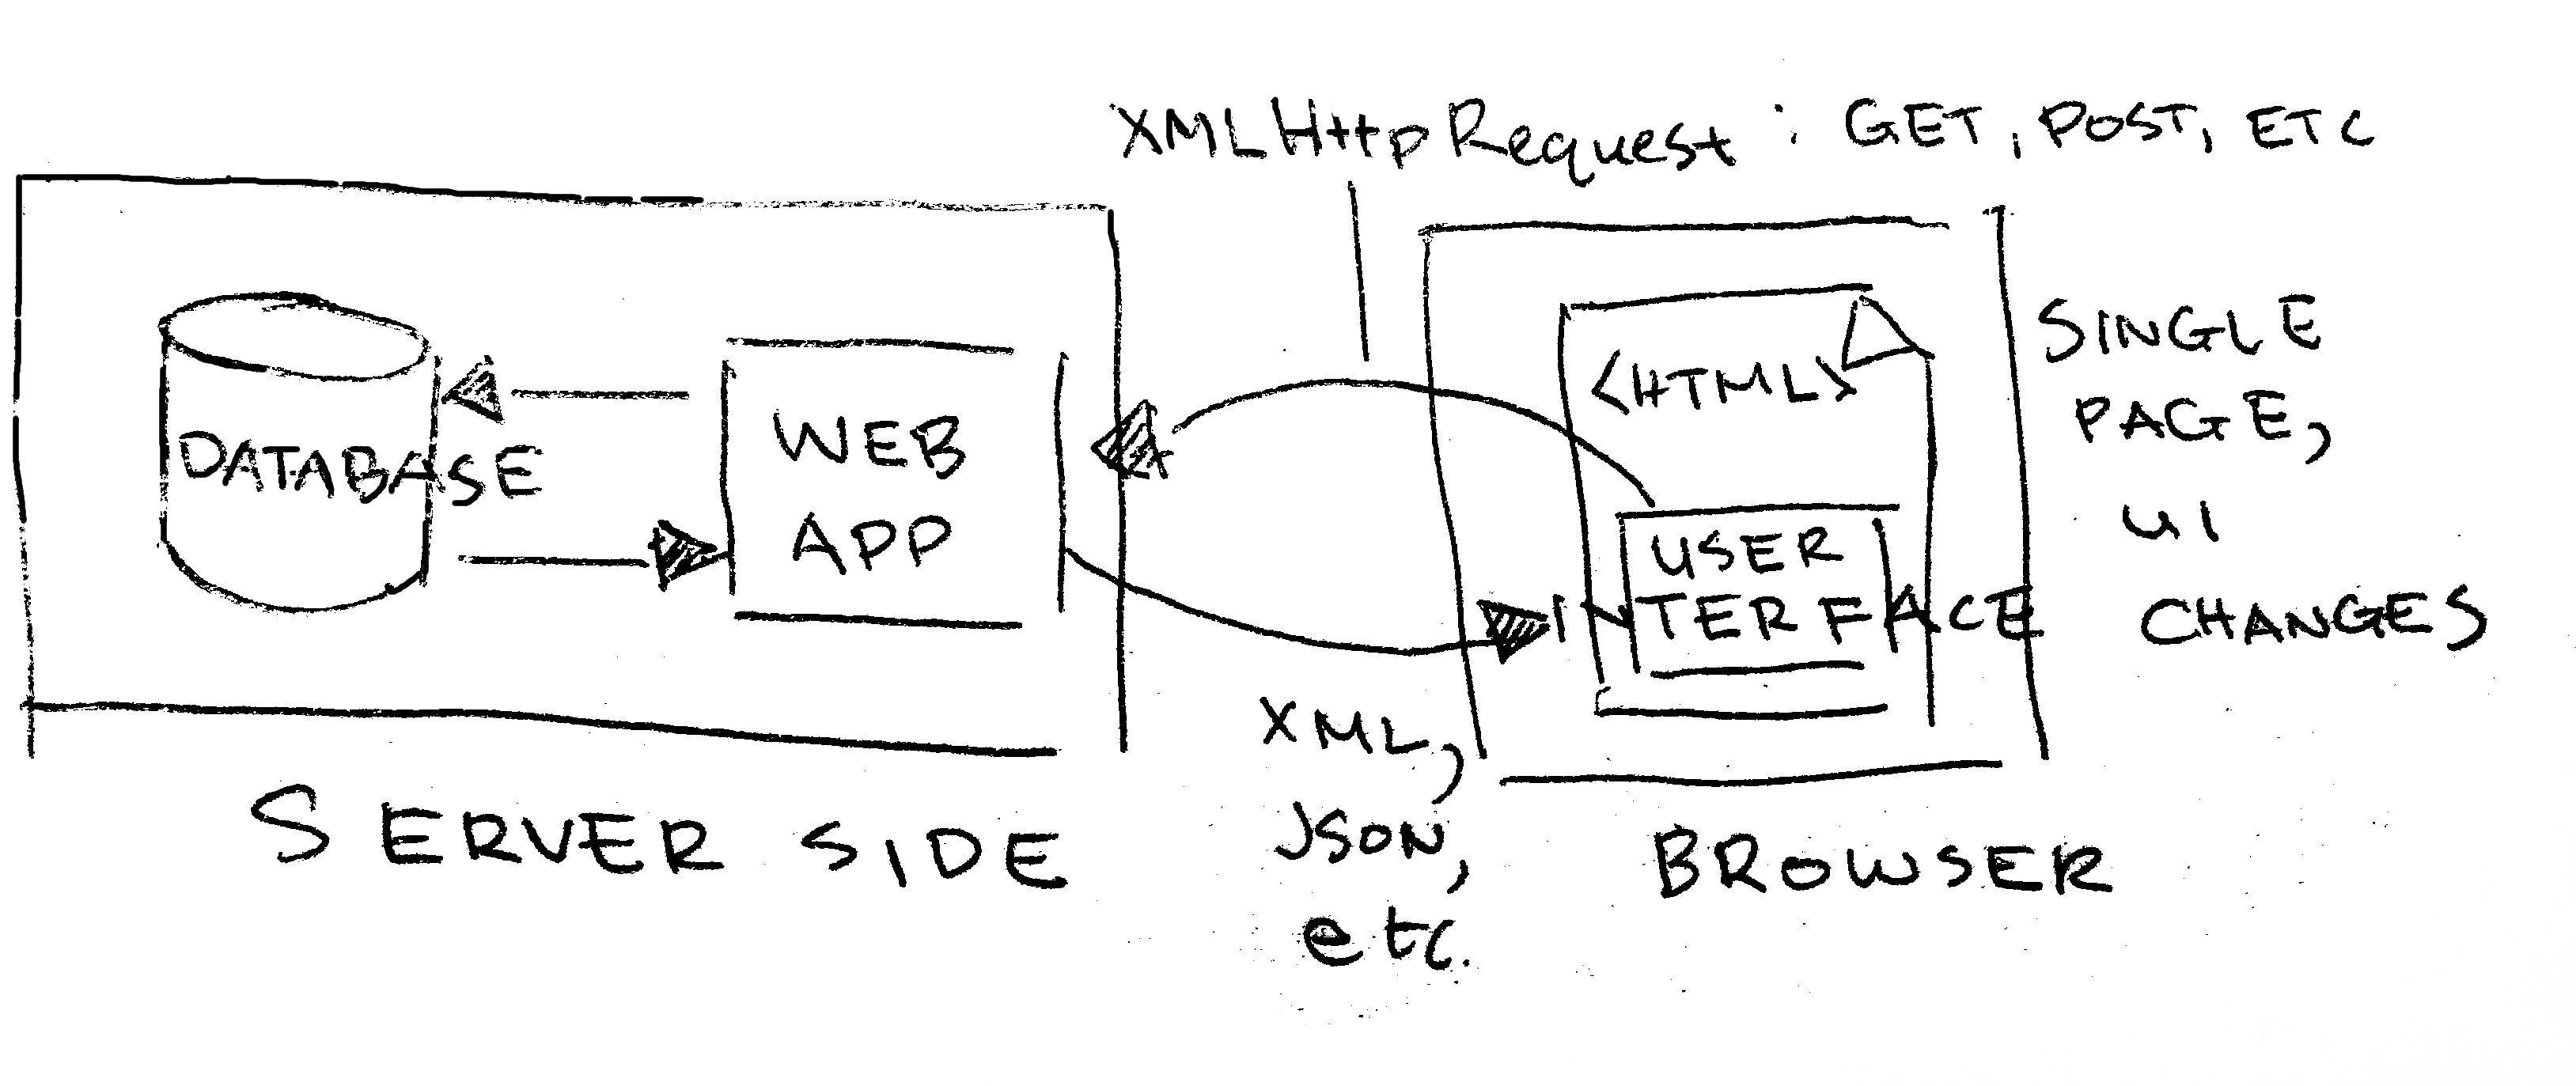 XMLHttpRequest : GET, POST, ETC
DATABASE
WEB
APP
<HTML>
USER
INTERFACE
SINGLE
PAGE,
UI
CHANGES
XML,
JSON,
etc.
SERVER SIDE
BROWSER